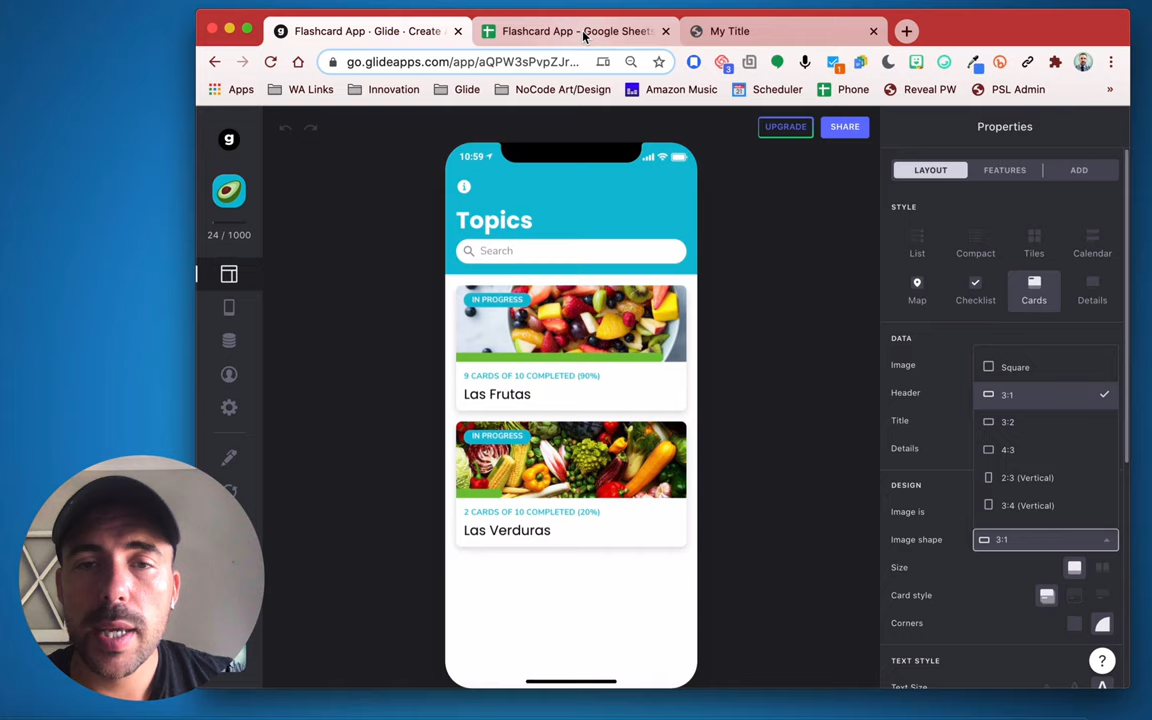 Flashcard App · Glide · Create
Flashcard App - Google Sheets
My Title
go.glideapps.com/app/aQPW3sPvpZJr...
3
1
Apps
WA Links
Innovation
Glide
NoCode Art/Design
Amazon Music
Scheduler
Phone
Reveal PW
PSL Admin
»
g
24 / 1000
UPGRADE
SHARE
10:59
Topics
Search
IN PROGRESS
9 CARDS OF 10 COMPLETED (90%)
Las Frutas
IN PROGRESS
2 CARDS OF 10 COMPLETED (20%)
Las Verduras
Properties
LAYOUT
FEATURES
ADD
STYLE
List
Compact
Tiles
Calendar
Map
Checklist
Cards
Details
DATA
Image
Header
Title
Details
Square
3:1
3:2
4:3
2:3 (Vertical)
3:4 (Vertical)
DESIGN
Image is
Image shape
3:1
Size
Card style
Corners
?
TEXT STYLE
Text Size